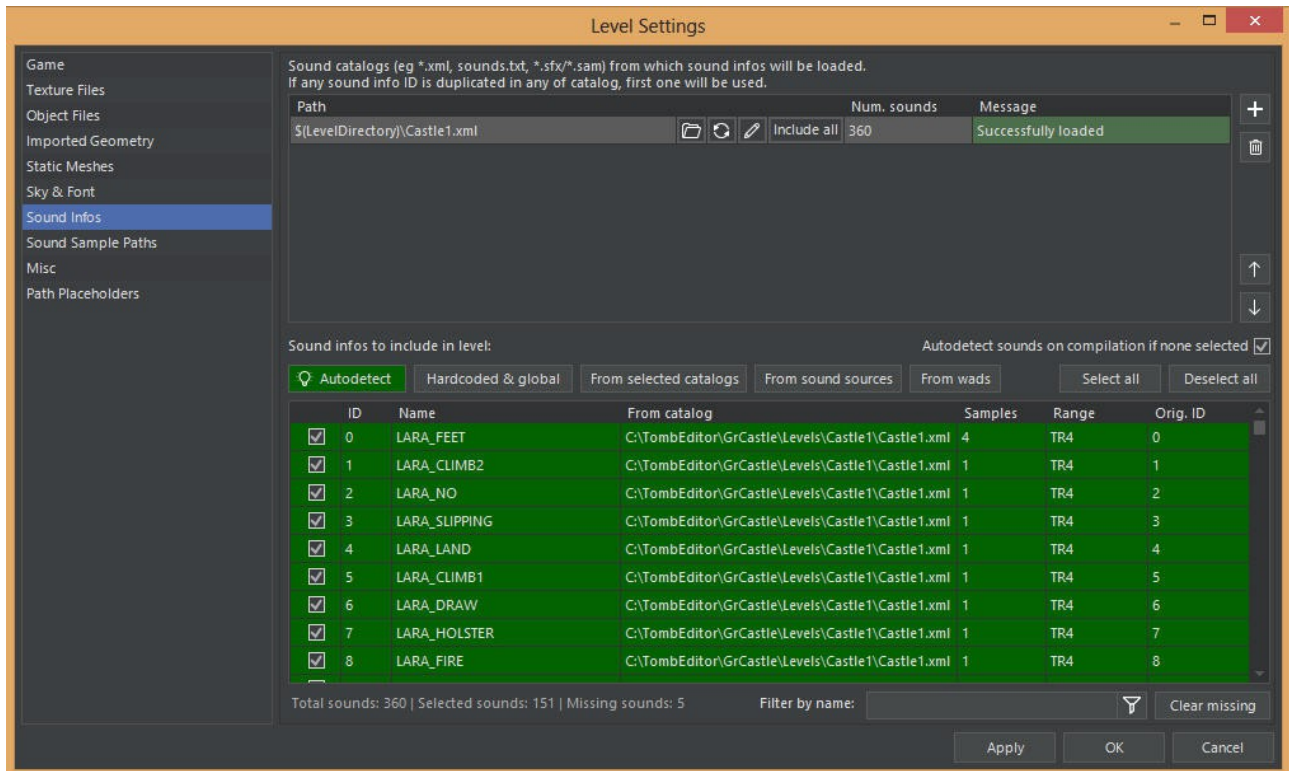 Level Settings
Game
Texture Files
Object Files
Imported Geometry
Static Meshes
Sky & Font
Sound Infos
Sound Sample Paths
Misc
Path Placeholders
Sound catalogs (eg *.xml, sounds.txt, *.sfx/*.sam) from which sound infos will be loaded.
If any sound info ID is duplicated in any of catalog, first one will be used.
Path Num. sounds Message
$(LevelDirectory)\Castle1.xml Include all 360 Successfully loaded
Sound infos to include in level: Autodetect sounds on compilation if none selected
Autodetect Hardcoded & global From selected catalogs From sound sources From wads Select all Deselect all
ID Name From catalog Samples Range Orig. ID
0 LARA_FEET C:\TombEditor\GrCastle\Levels\Castle1\Castle1.xml 4 TR4 0
1 LARA_CLIMB2 C:\TombEditor\GrCastle\Levels\Castle1\Castle1.xml 1 TR4 1
2 LARA_NO C:\TombEditor\GrCastle\Levels\Castle1\Castle1.xml 1 TR4 2
3 LARA_SLIPPING C:\TombEditor\GrCastle\Levels\Castle1\Castle1.xml 1 TR4 3
4 LARA_LAND C:\TombEditor\GrCastle\Levels\Castle1\Castle1.xml 1 TR4 4
5 LARA_CLIMB1 C:\TombEditor\GrCastle\Levels\Castle1\Castle1.xml 1 TR4 5
6 LARA_DRAW C:\TombEditor\GrCastle\Levels\Castle1\Castle1.xml 1 TR4 6
7 LARA_HOLSTER C:\TombEditor\GrCastle\Levels\Castle1\Castle1.xml 1 TR4 7
8 LARA_FIRE C:\TombEditor\GrCastle\Levels\Castle1\Castle1.xml 1 TR4 8
Total sounds: 360 | Selected sounds: 151 | Missing sounds: 5 Filter by name: Clear missing
Apply OK Cancel